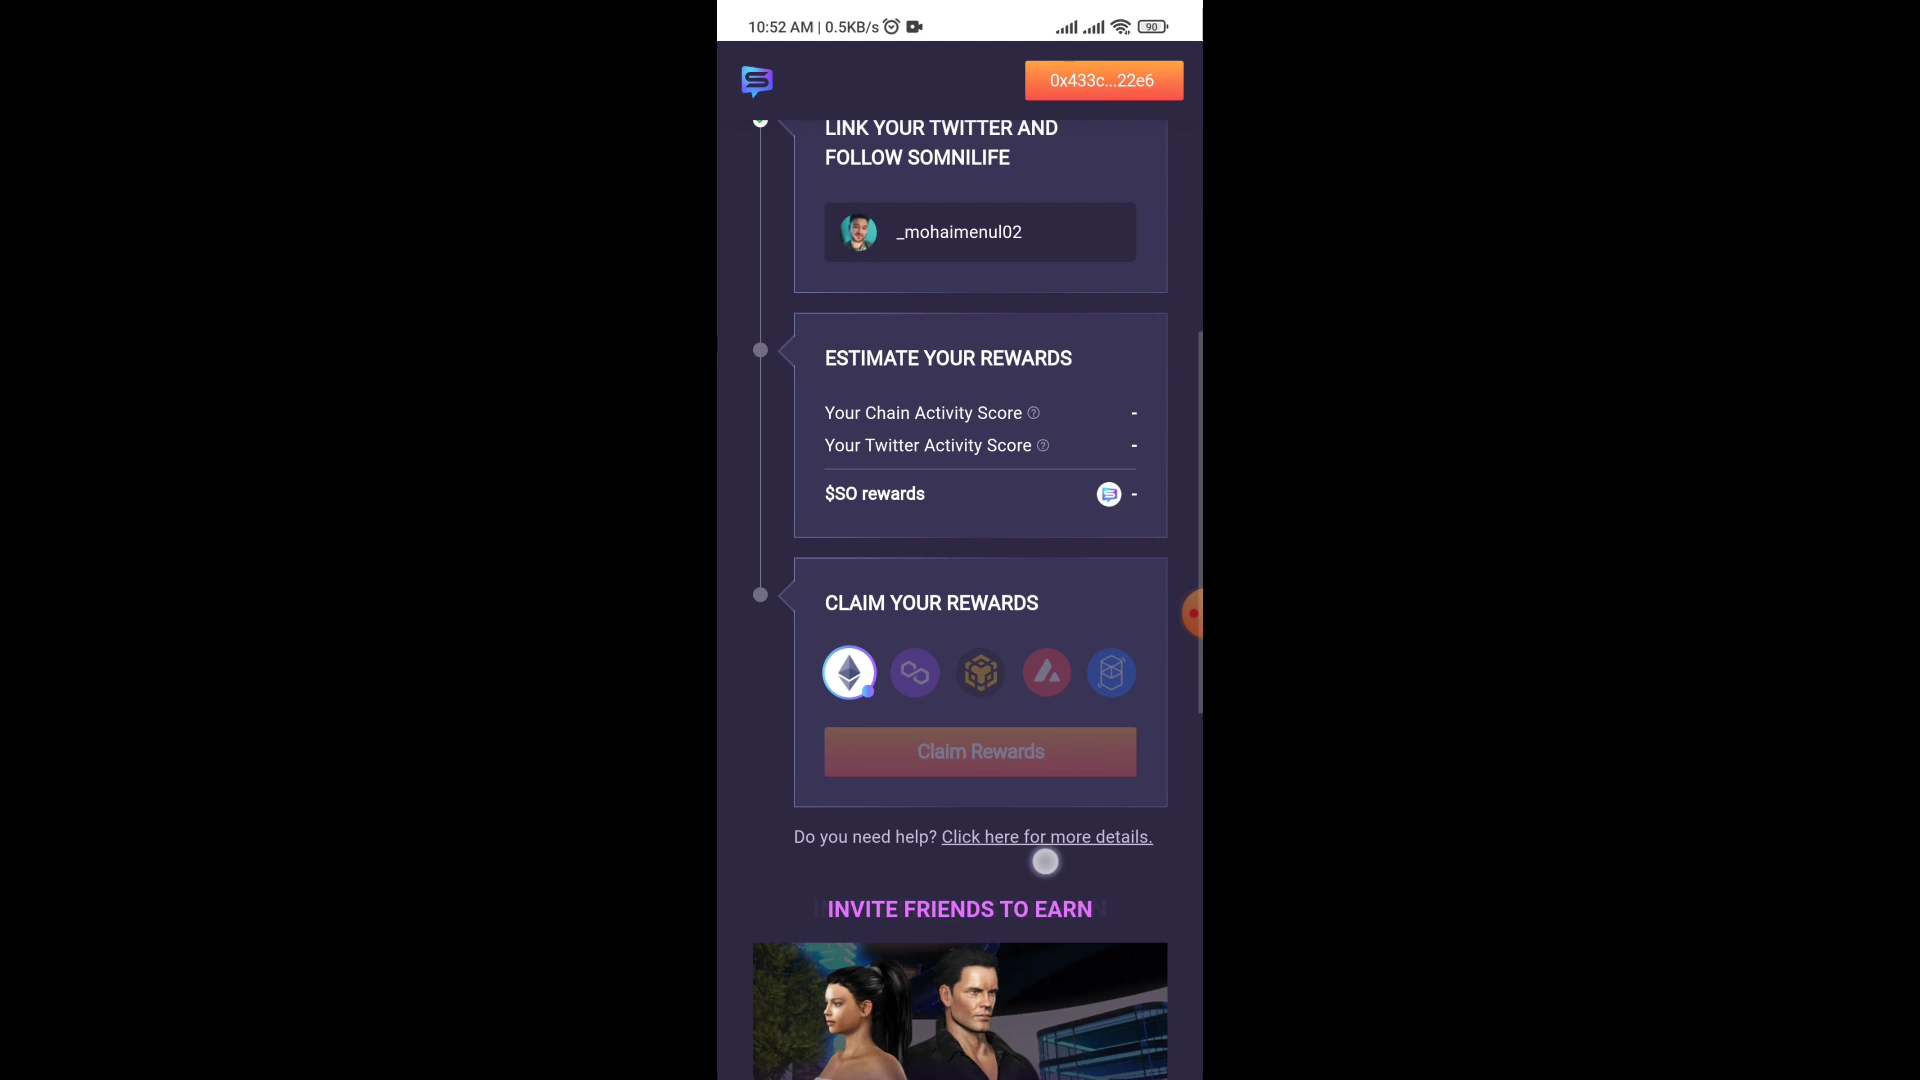 10:52 AM | 0.5KB/s
90
0x433c...22e6
LINK YOUR TWITTER AND
FOLLOW SOMNILIFE
_mohaimenul02
ESTIMATE YOUR REWARDS
Your Chain Activity Score ? -
Your Twitter Activity Score ? -
$SO rewards -
CLAIM YOUR REWARDS
Claim Rewards
Do you need help? Click here for more details.
INVITE FRIENDS TO EARN